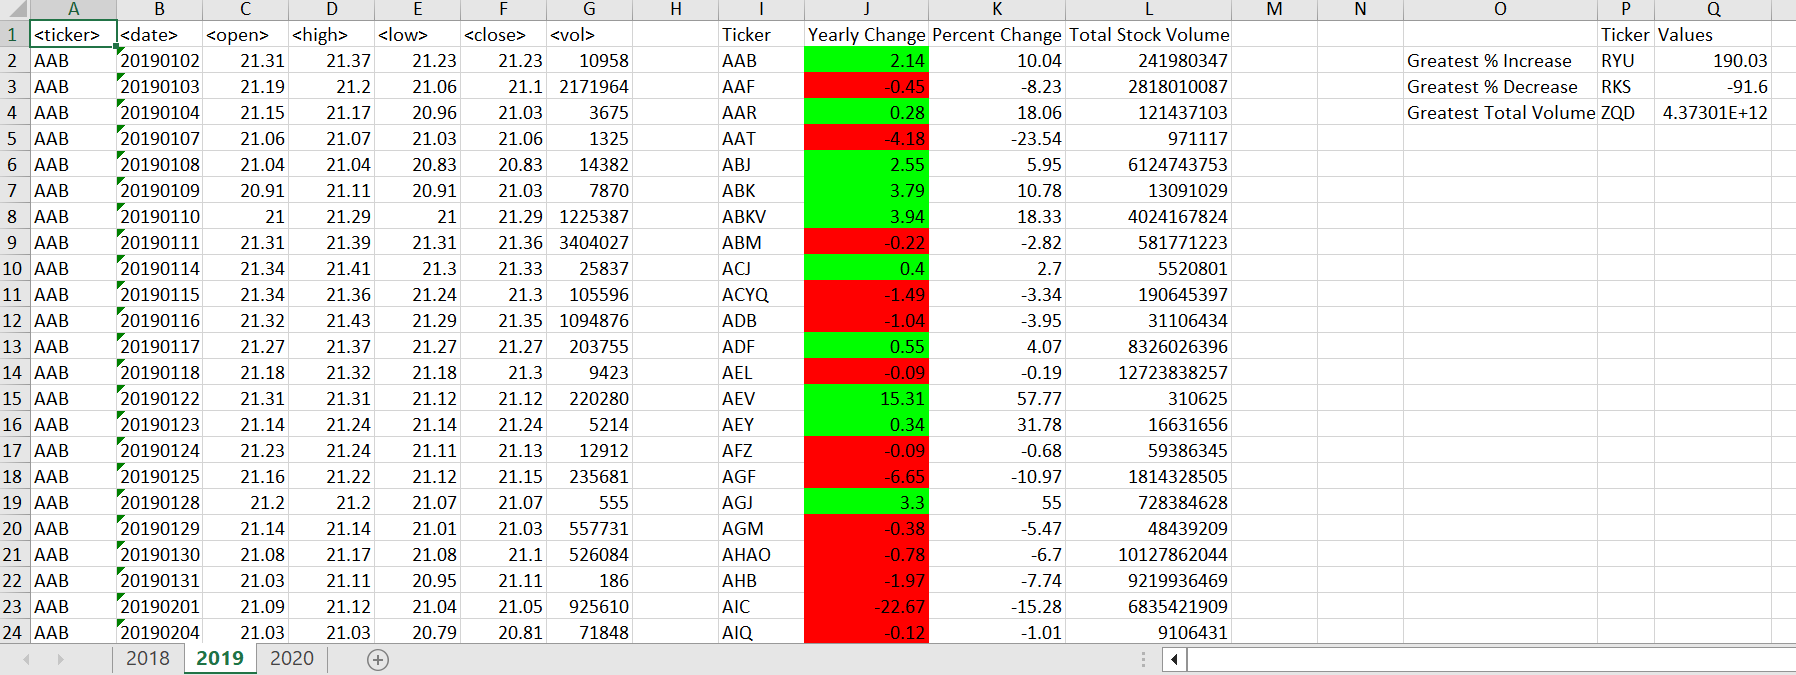 A B C D E F G H I J K L M N O P Q
1 <ticker> <date> <open> <high> <low> <close> <vol> Ticker Yearly Change Percent Change Total Stock Volume Ticker Values
2 AAB 20190102 21.31 21.37 21.23 21.23 10958 AAB 2.14 10.04 241980347 Greatest % Increase RYU 190.03
3 AAB 20190103 21.19 21.2 21.06 21.1 2171964 AAF -0.45 -8.23 2818010087 Greatest % Decrease RKS -91.6
4 AAB 20190104 21.15 21.17 20.96 21.03 3675 AAR 0.28 18.06 121437103 Greatest Total Volume ZQD 4.37301E+12
5 AAB 20190107 21.06 21.07 21.03 21.06 1325 AAT -4.18 -23.54 971117
6 AAB 20190108 21.04 21.04 20.83 20.83 14382 ABJ 2.55 5.95 6124743753
7 AAB 20190109 20.91 21.11 20.91 21.03 7870 ABK 3.79 10.78 13091029
8 AAB 20190110 21 21.29 21 21.29 1225387 ABKV 3.94 18.33 4024167824
9 AAB 20190111 21.31 21.39 21.31 21.36 3404027 ABM -0.22 -2.82 581771223
10 AAB 20190114 21.34 21.41 21.3 21.33 25837 ACJ 0.4 2.7 5520801
11 AAB 20190115 21.34 21.36 21.24 21.3 105596 ACYQ -1.49 -3.34 190645397
12 AAB 20190116 21.32 21.43 21.29 21.35 1094876 ADB -1.04 -3.95 31106434
13 AAB 20190117 21.27 21.37 21.27 21.27 203755 ADF 0.55 4.07 8326026396
14 AAB 20190118 21.18 21.32 21.18 21.3 9423 AEL -0.09 -0.19 12723838257
15 AAB 20190122 21.31 21.31 21.12 21.12 220280 AEV 15.31 57.77 310625
16 AAB 20190123 21.14 21.24 21.14 21.24 5214 AEY 0.34 31.78 16631656
17 AAB 20190124 21.23 21.24 21.11 21.13 12912 AFZ -0.09 -0.68 59386345
18 AAB 20190125 21.16 21.22 21.12 21.15 235681 AGF -6.65 -10.97 1814328505
19 AAB 20190128 21.2 21.2 21.07 21.07 555 AGJ 3.3 55 728384628
20 AAB 20190129 21.14 21.14 21.01 21.03 557731 AGM -0.38 -5.47 48439209
21 AAB 20190130 21.08 21.17 21.08 21.1 526084 AHAO -0.78 -6.7 10127862044
22 AAB 20190131 21.03 21.11 20.95 21.11 186 AHB -1.97 -7.74 9219936469
23 AAB 20190201 21.09 21.12 21.04 21.05 925610 AIC -22.67 -15.28 6835421909
24 AAB 20190204 21.03 21.03 20.79 20.81 71848 AIQ -0.12 -1.01 9106431
2018 2019 2020